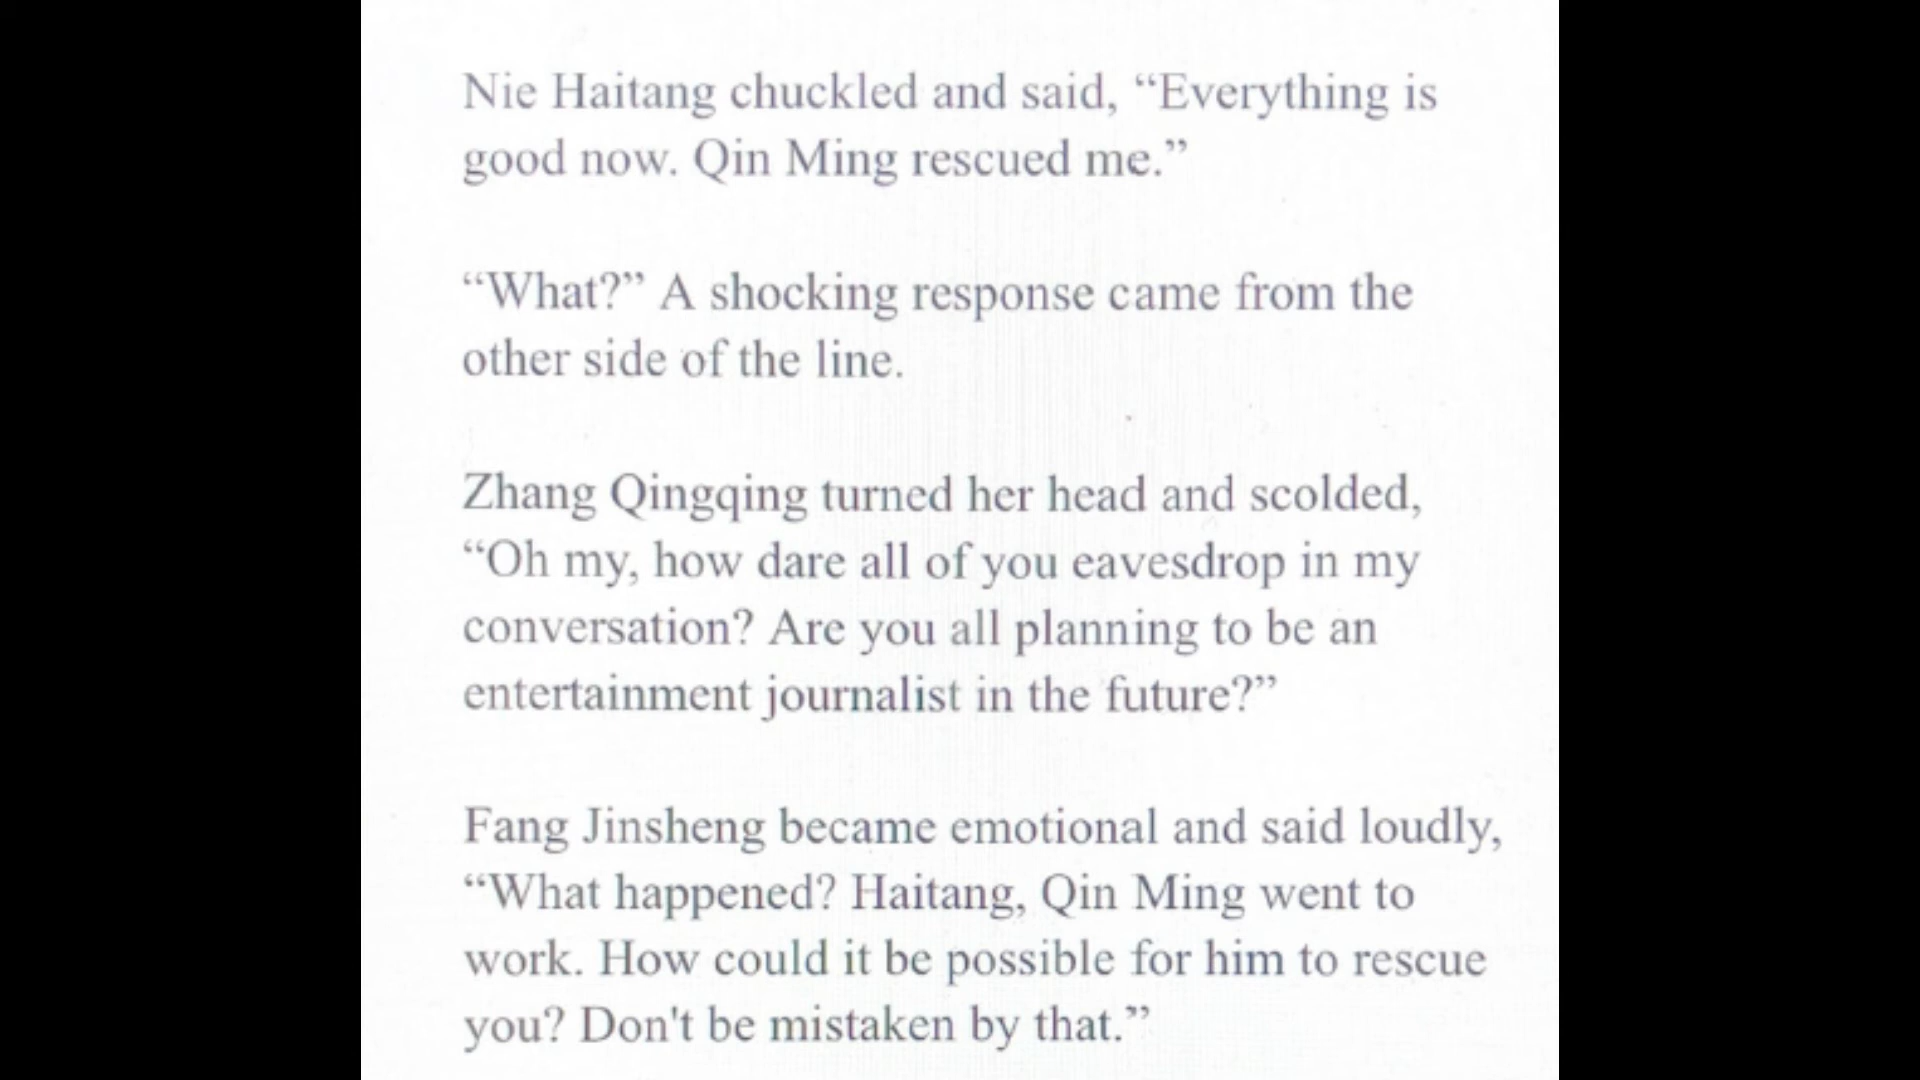 Nie Haitang chuckled and said, “Everything is
good now. Qin Ming rescued me.”
“What?” A shocking response came from the
other side of the line.
Zhang Qingqing turned her head and scolded,
“Oh my, how dare all of you eavesdrop in my
conversation? Are you all planning to be an
entertainment journalist in the future?”
Fang Jinsheng became emotional and said loudly,
“What happened? Haitang, Qin Ming went to
work. How could it be possible for him to rescue
you? Don't be mistaken by that.”